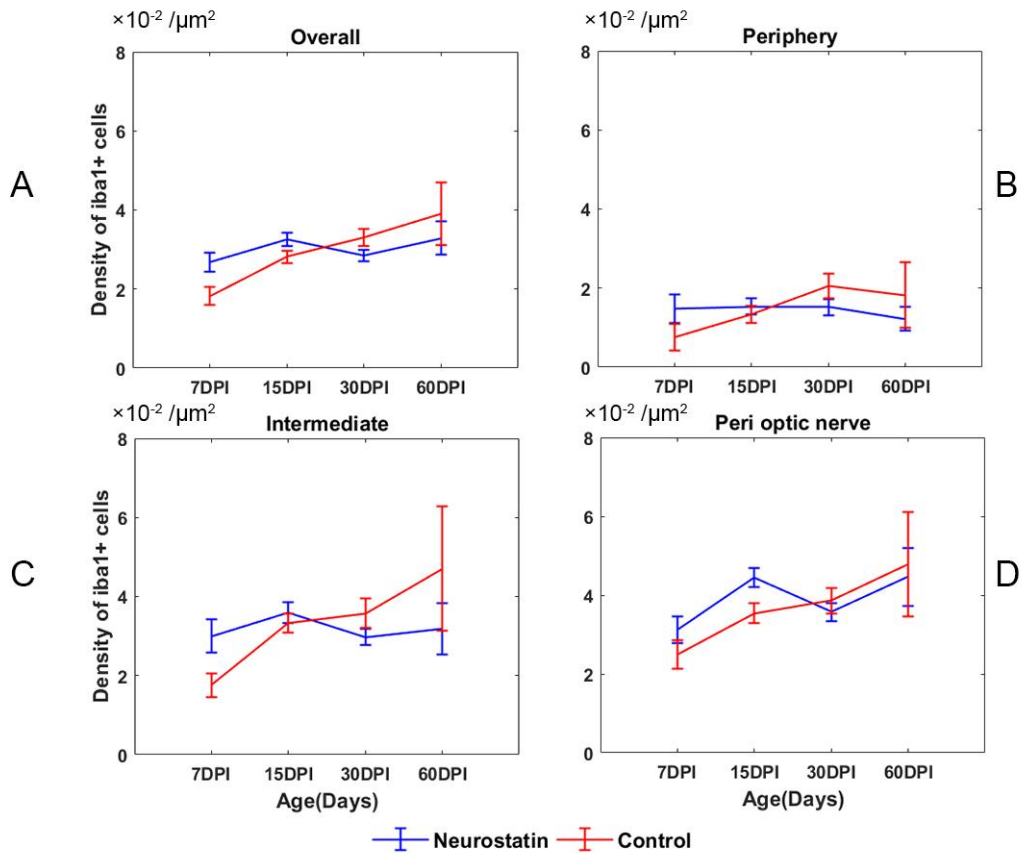 ×10⁻² /µm²
Overall
8
6
4
2
0
Density of iba1+ cells
7DPI 15DPI 30DPI 60DPI
A
Periphery
8
6
4
2
0
7DPI 15DPI 30DPI 60DPI
B
×10⁻² /µm²
Intermediate
8
6
4
2
0
Density of iba1+ cells
7DPI 15DPI 30DPI 60DPI
Age(Days)
C
×10⁻² /µm²
Peri optic nerve
8
6
4
2
0
7DPI 15DPI 30DPI 60DPI
Age(Days)
D
×10⁻² /µm²
Neurostatin Control